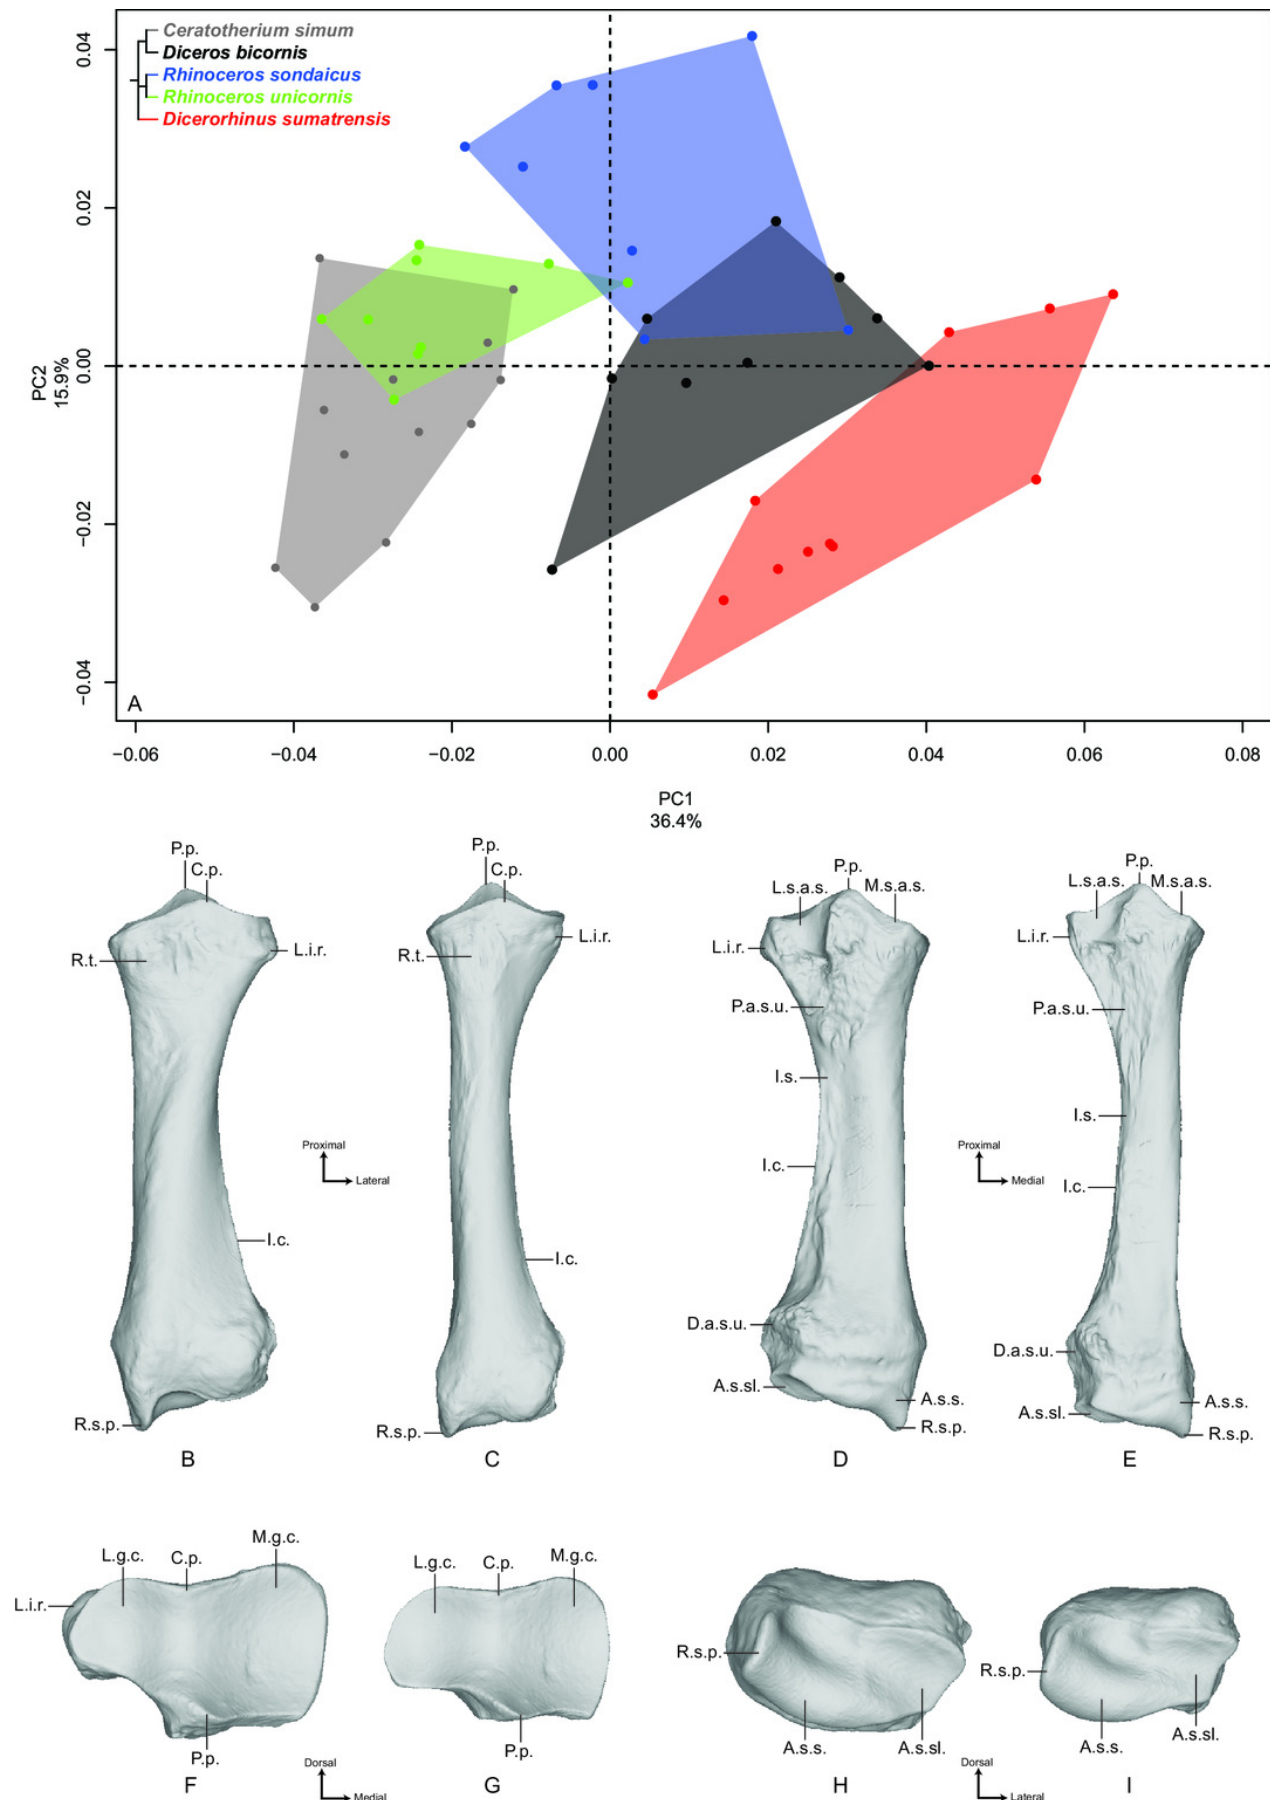 Ceratotherium simum
Diceros bicornis
Rhinoceros sondaicus
Rhinoceros unicornis
Dicerorhinus sumatrensis
0.04
0.02
0.00
−0.02
−0.04
PC2
15.9%
A
−0.06
−0.04
−0.02
0.00
0.02
0.04
0.06
0.08
PC1
36.4%
P.p.
C.p.
R.t.
L.i.r.
I.c.
R.s.p.
B
P.p.
C.p.
R.t.
L.i.r.
I.c.
R.s.p.
C
Proximal
Lateral
P.p.
L.s.a.s.
M.s.a.s.
L.i.r.
P.a.s.u.
I.s.
I.c.
D.a.s.u.
A.s.sl.
A.s.s.
R.s.p.
D
Proximal
Medial
P.p.
L.s.a.s.
M.s.a.s.
L.i.r.
P.a.s.u.
I.s.
I.c.
D.a.s.u.
A.s.sl.
A.s.s.
R.s.p.
E
L.g.c.
C.p.
M.g.c.
L.i.r.
P.p.
F
Dorsal
Medial
L.g.c.
C.p.
M.g.c.
P.p.
G
R.s.p.
A.s.s.
A.s.sl.
H
Dorsal
Lateral
R.s.p.
A.s.s.
A.s.sl.
I